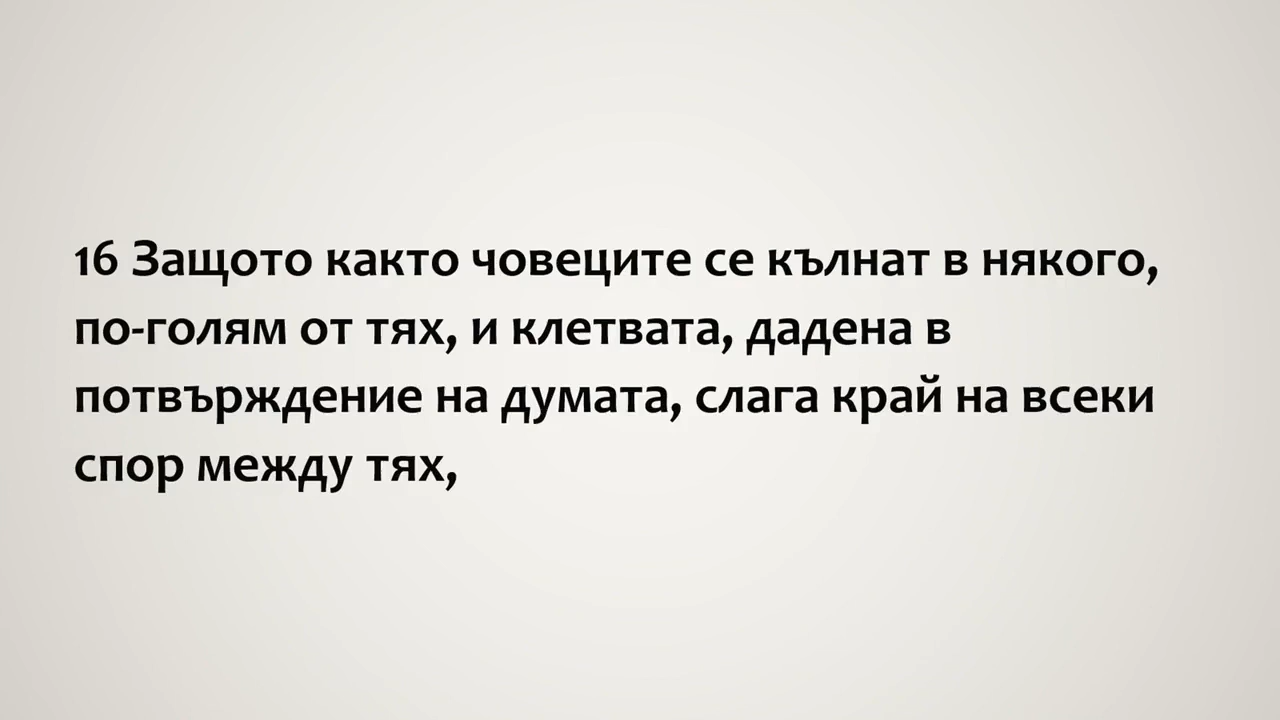 16 Защото както човеците се кълнат в някого,
по-голям от тях, и клетвата, дадена в
потвърждение на думата, слага край на всеки
спор между тях,